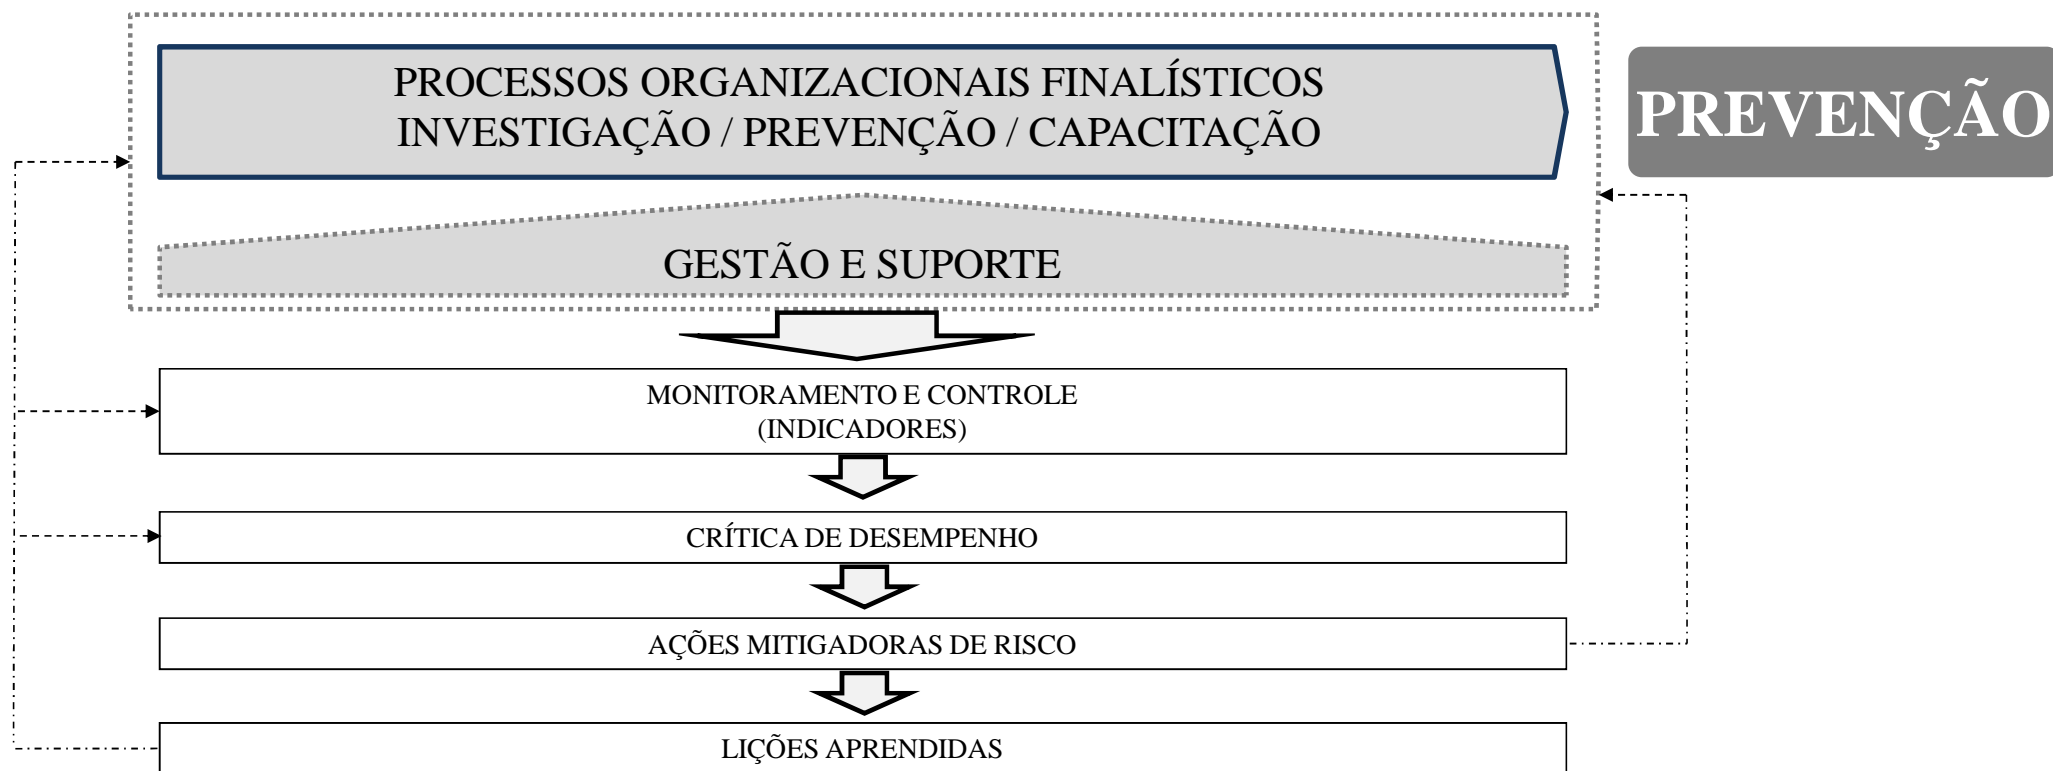 PROCESSOS ORGANIZACIONAIS FINALÍSTICOS
INVESTIGAÇÃO / PREVENÇÃO / CAPACITAÇÃO
PREVENÇÃO
GESTÃO E SUPORTE
MONITORAMENTO E CONTROLE
(INDICADORES)
CRÍTICA DE DESEMPENHO
AÇÕES MITIGADORAS DE RISCO
LIÇÕES APRENDIDAS